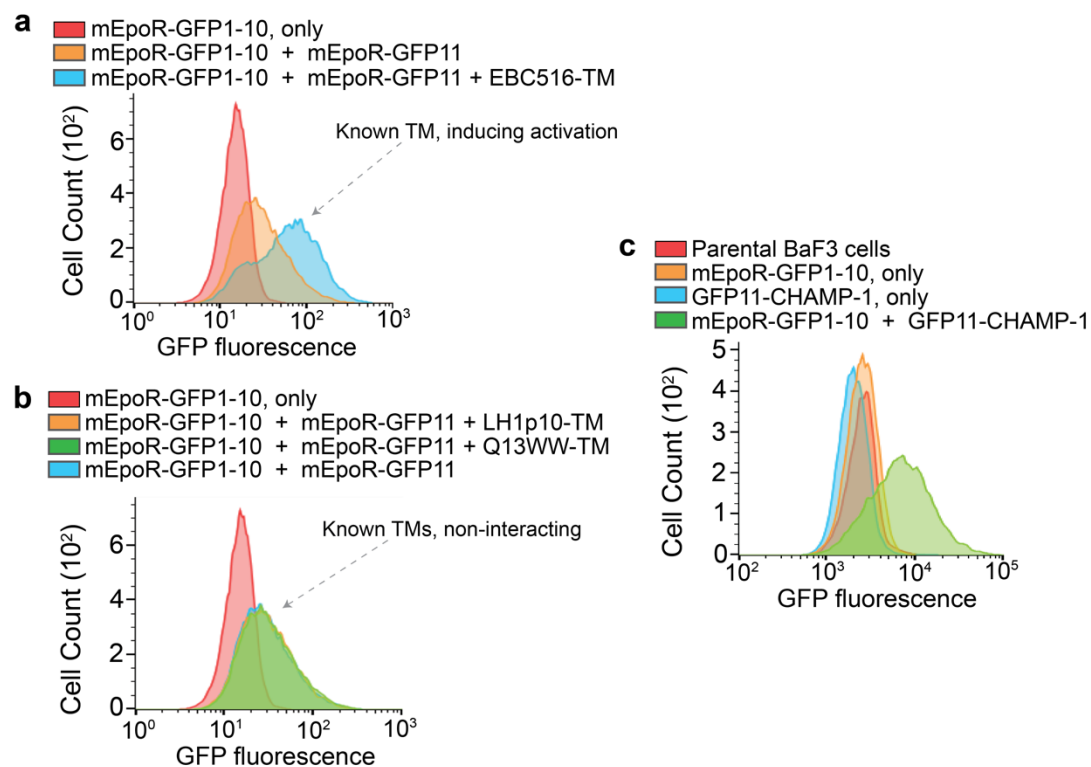 a
mEpoR-GFP1-10, only
mEpoR-GFP1-10 + mEpoR-GFP11
mEpoR-GFP1-10 + mEpoR-GFP11 + EBC516-TM
Known TM, inducing activation
Cell Count (10²)
6
4
2
0
10⁰ 10¹ 10² 10³
GFP fluorescence
b
mEpoR-GFP1-10, only
mEpoR-GFP1-10 + mEpoR-GFP11 + LH1p10-TM
mEpoR-GFP1-10 + mEpoR-GFP11 + Q13WW-TM
mEpoR-GFP1-10 + mEpoR-GFP11
Known TMs, non-interacting
Cell Count (10²)
6
4
2
0
10⁰ 10¹ 10² 10³
GFP fluorescence
c
Parental BaF3 cells
mEpoR-GFP1-10, only
GFP11-CHAMP-1, only
mEpoR-GFP1-10 + GFP11-CHAMP-1
Cell Count (10²)
5
4
3
2
1
0
10² 10³ 10⁴ 10⁵
GFP fluorescence